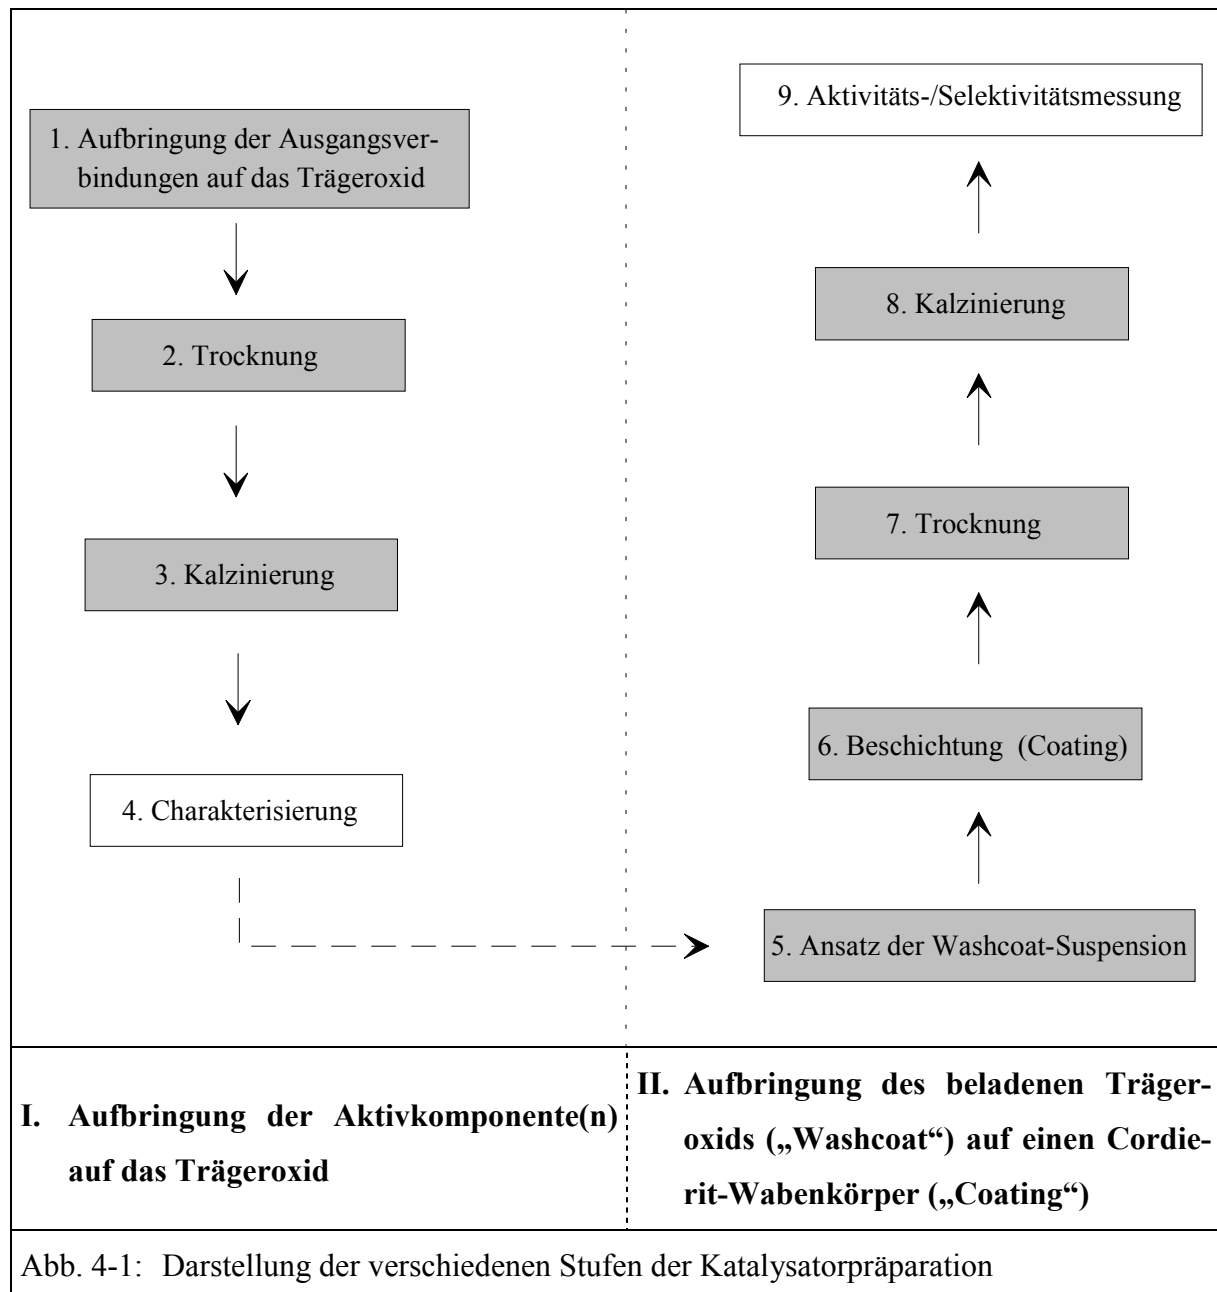 1. Aufbringung der Ausgangsver-
bindungen auf das Trägeroxid
2. Trocknung
3. Kalzinierung
4. Charakterisierung
5. Ansatz der Washcoat-Suspension
6. Beschichtung (Coating)
7. Trocknung
8. Kalzinierung
9. Aktivitäts-/Selektivitätsmessung
I. Aufbringung der Aktivkomponente(n)
auf das Trägeroxid
II. Aufbringung des beladenen Träger-
oxids („Washcoat“) auf einen Cordie-
rit-Wabenkörper („Coating“)
Abb. 4-1: Darstellung der verschiedenen Stufen der Katalysatorpräparation